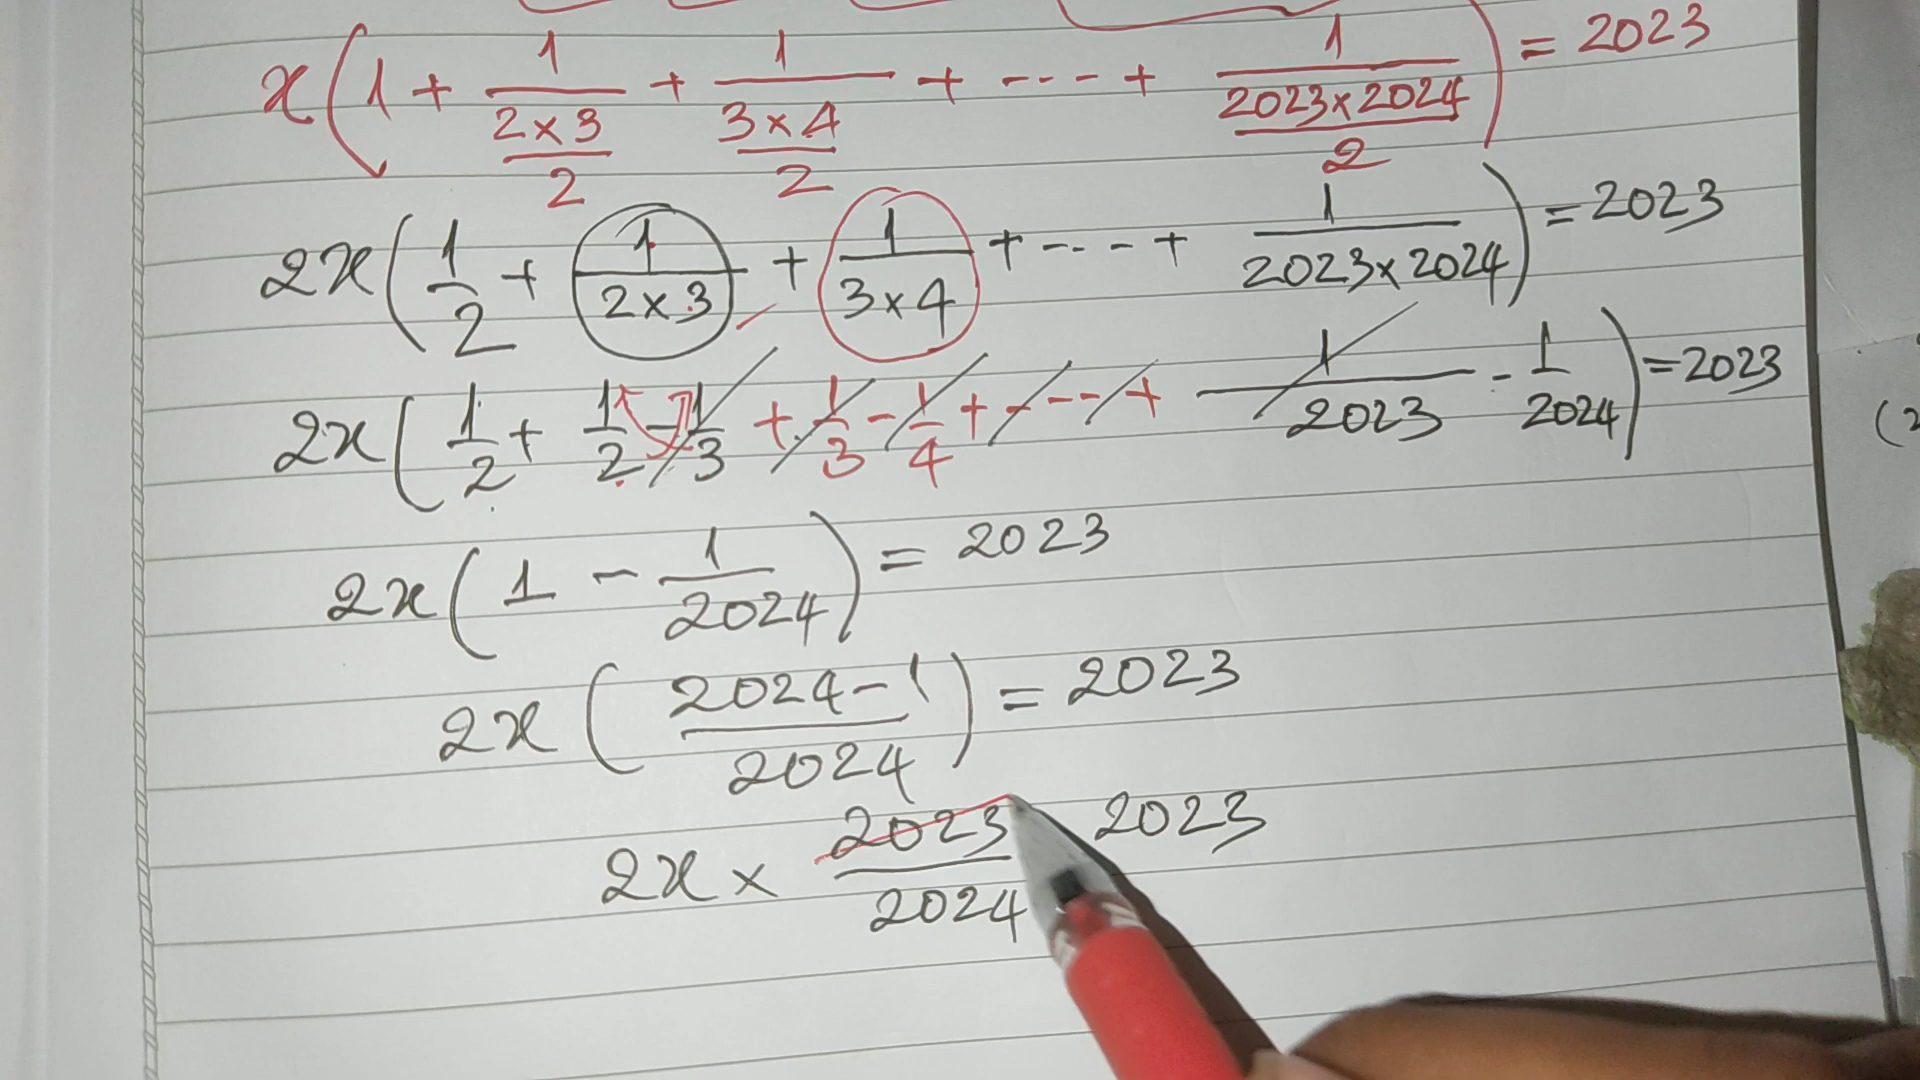 x(1 + 1/((2×3)/2) + 1/((3×4)/2) + ---- + 1/((2023×2024)/2)) = 2023
2x(1/2 + 1/(2×3) + 1/(3×4) + ---- + 1/(2023×2024)) = 2023
2x(1/2 + 1/2 - 1/3 + 1/3 - 1/4 + ---- + 1/2023 - 1/2024) = 2023
2x(1 - 1/2024) = 2023
2x((2024-1)/2024) = 2023
2x × 2023/2024 2023